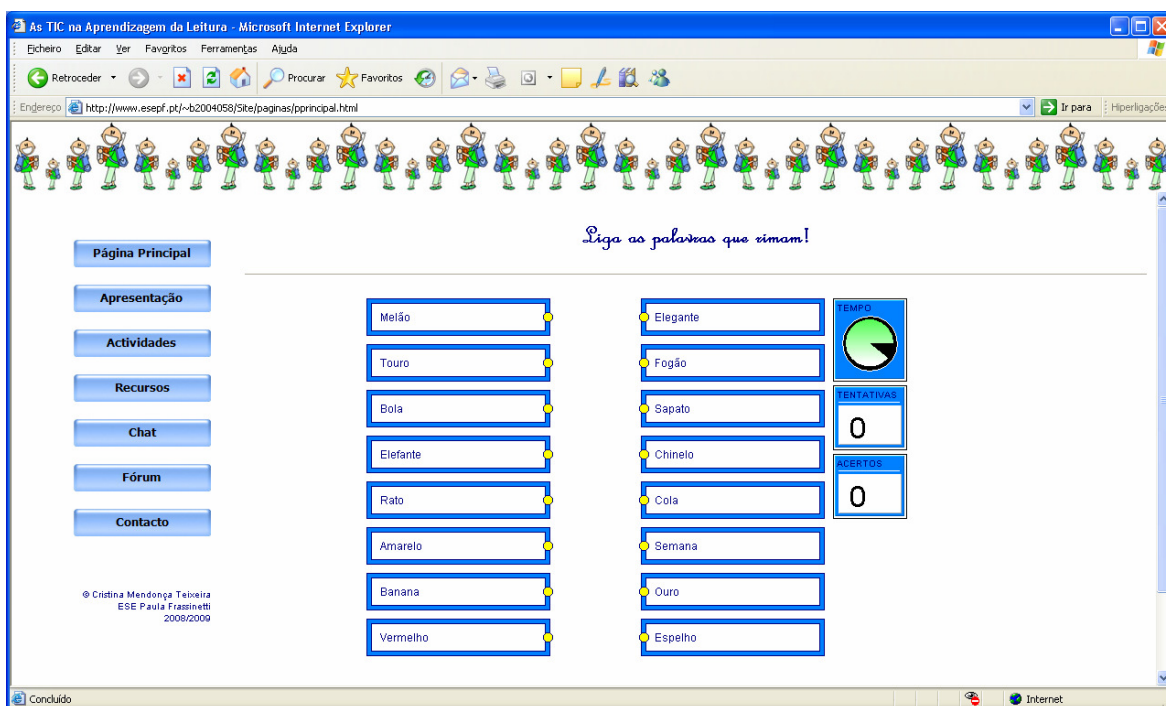 As TIC na Aprendizagem da Leitura - Microsoft Internet Explorer
Ficheiro Editar Ver Favoritos Ferramentas Ajuda
Retroceder Procurar Favoritos
Endereço http://www.esepf.pt/~b2004058/Site/paginas/pprincipal.html Ir para Hiperligações
Liga as palavras que rimam!
Página Principal
Apresentação
Actividades
Recursos
Chat
Fórum
Contacto
© Cristina Mendonça Teixeira
ESE Paula Frassinetti
2008/2009
Melão
Touro
Bola
Elefante
Rato
Amarelo
Banana
Vermelho
Elegante
Fogão
Sapato
Chinelo
Cola
Semana
Ouro
Espelho
TEMPO
TENTATIVAS
0
ACERTOS
0
Concluído Internet